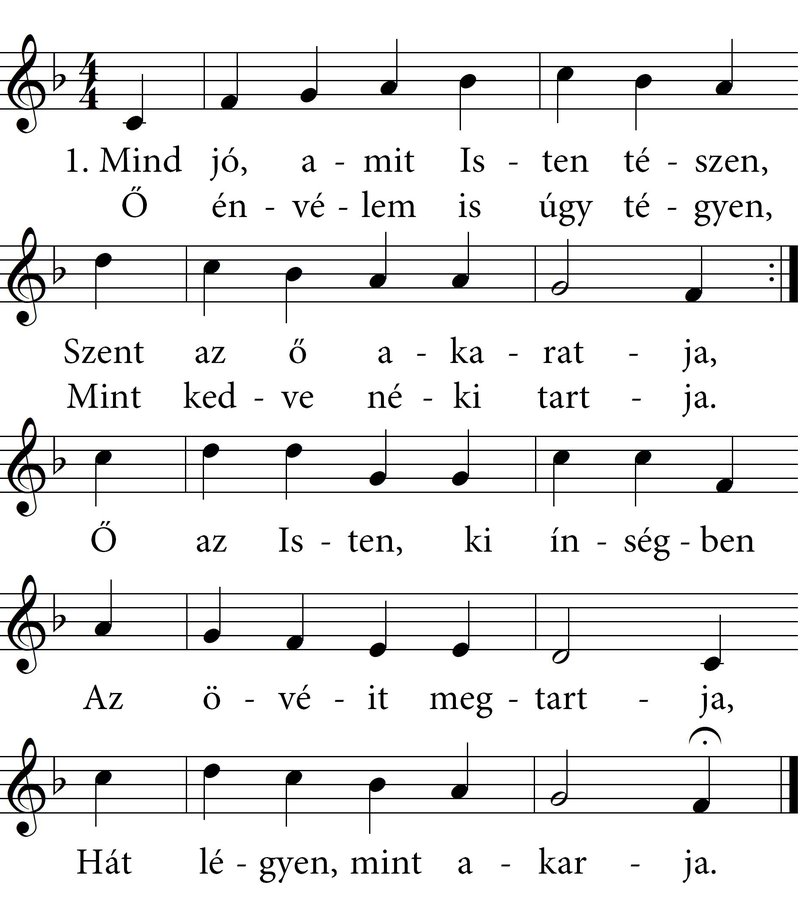 1. Mind jó, a - mit Is - ten té - szen,
Ő én - vé - lem is úgy té - gyen,
Szent az ő a - ka - rat - ja,
Mint ked - ve né - ki tart - ja.
Ő az Is - ten, ki ín - ség - ben
Az ö - vé - it meg - tart - ja,
Hát lé - gyen, mint a - kar - ja.